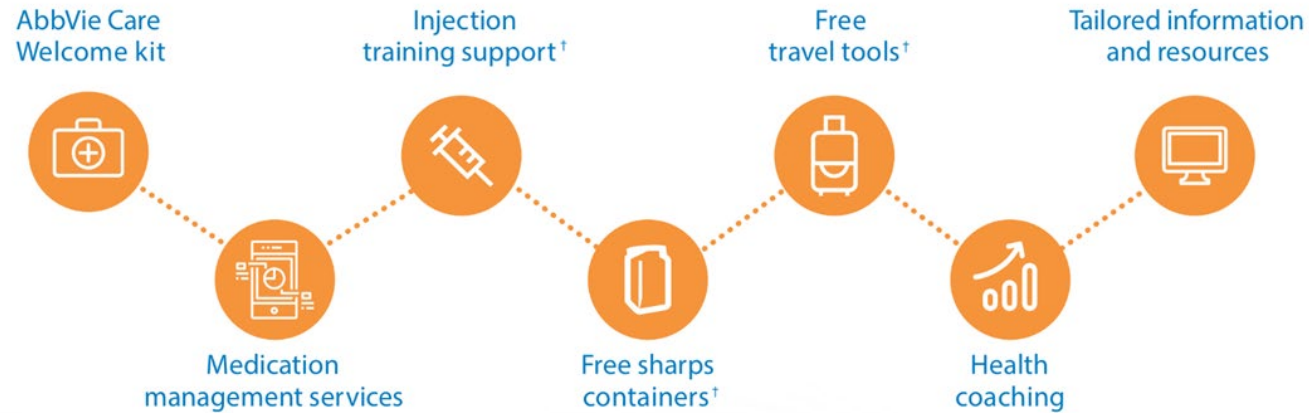 AbbVie Care
Welcome kit
Injection
training support†
Free
travel tools†
Tailored information
and resources
Medication
management services
Free sharps
containers†
Health
coaching